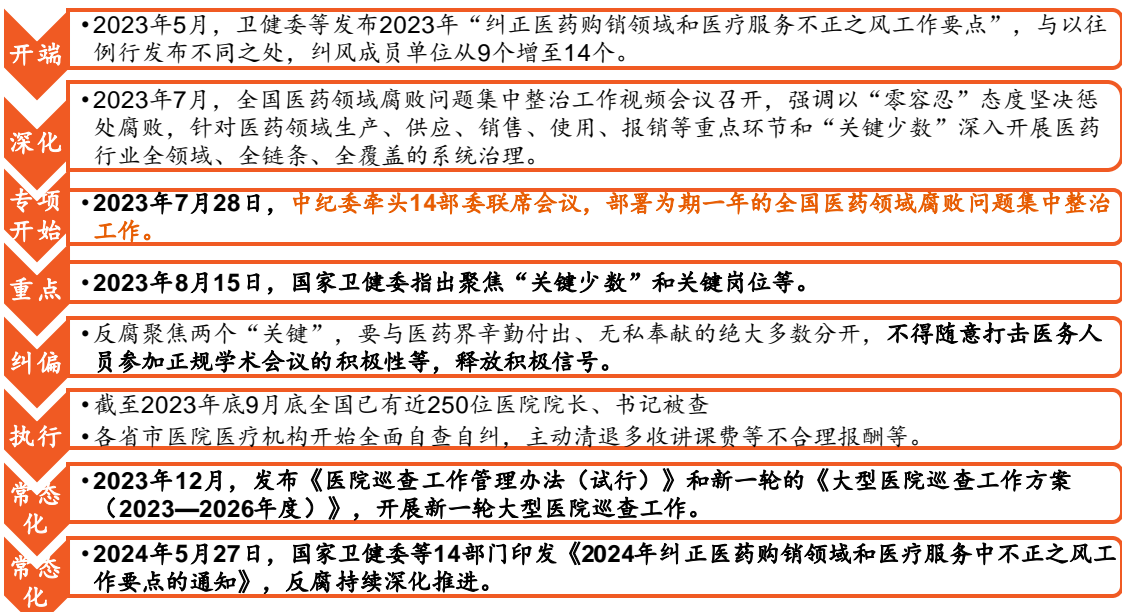 开端
•2023年5月，卫健委等发布2023年“纠正医药购销领域和医疗服务不正之风工作要点”，与以往
例行发布不同之处，纠风成员单位从9个增至14个。
深化
•2023年7月，全国医药领域腐败问题集中整治工作视频会议召开，强调以“零容忍”态度坚决惩
处腐败，针对医药领域生产、供应、销售、使用、报销等重点环节和“关键少数”深入开展医药
行业全领域、全链条、全覆盖的系统治理。
专项
开始
•2023年7月28日，中纪委牵头14部委联席会议，部署为期一年的全国医药领域腐败问题集中整治
工作。
重点
•2023年8月15日，国家卫健委指出聚焦“关键少数”和关键岗位等。
纠偏
•反腐聚焦两个“关键”，要与医药界辛勤付出、无私奉献的绝大多数分开，不得随意打击医务人
员参加正规学术会议的积极性等，释放积极信号。
执行
•截至2023年底9月底全国已有近250位医院院长、书记被查
•各省市医院医疗机构开始全面自查自纠，主动清退多收讲课费等不合理报酬等。
常态
化
•2023年12月，发布《医院巡查工作管理办法（试行）》和新一轮的《大型医院巡查工作方案
（2023—2026年度）》，开展新一轮大型医院巡查工作。
常态
化
•2024年5月27日，国家卫健委等14部门印发《2024年纠正医药购销领域和医疗服务中不正之风工
作要点的通知》，反腐持续深化推进。